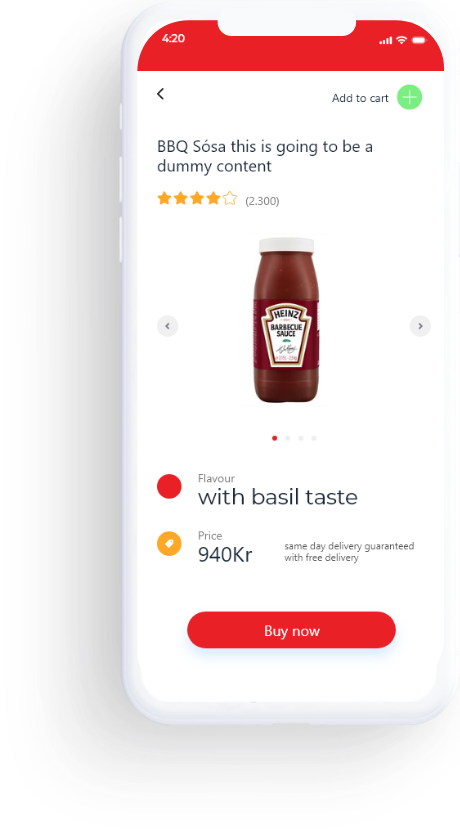 4:20
Add to cart
BBQ Sósa this is going to be a
dummy content
(2.300)
HEINZ
BARBECUE
SAUCE
Flavour
with basil taste
Price
940Kr
same day delivery guaranteed
with free delivery
Buy now